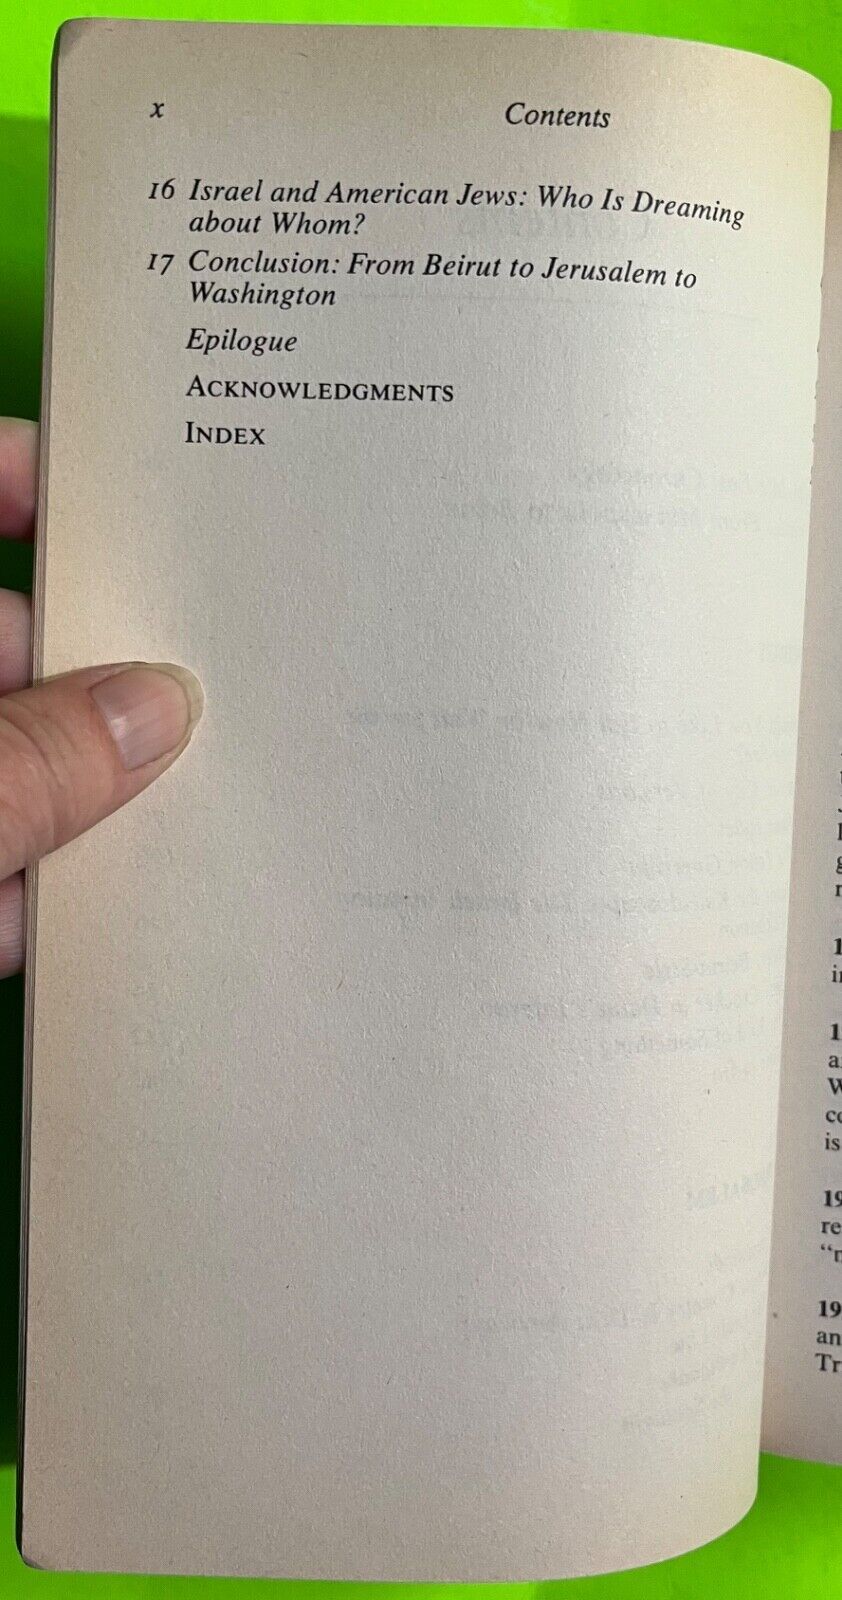 x Contents
16 Israel and American Jews: Who Is Dreaming
about Whom?
17 Conclusion: From Beirut to Jerusalem to
Washington
Epilogue
ACKNOWLEDGMENTS
INDEX
is